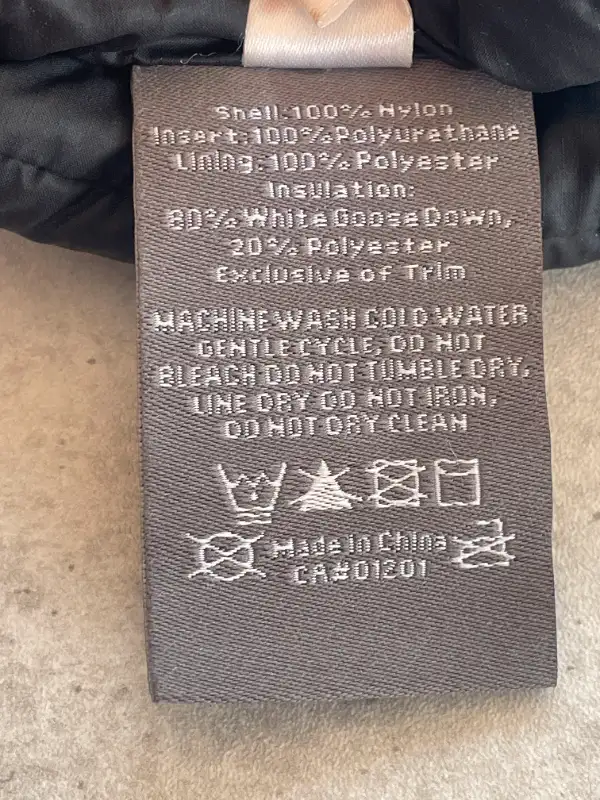 Shell:100% Nylon
Insert:100% Polyurethane
Lining:100% Polyester
Insulation:
80% White Goose Down,
20% Polyester
Exclusive of Trim
MACHINE WASH COLD WATER
GENTLE CYCLE, DO NOT
BLEACH DO NOT TUMBLE DRY,
LINE DRY DO NOT IRON,
DO NOT DRY CLEAN
Made in China
CA#01201